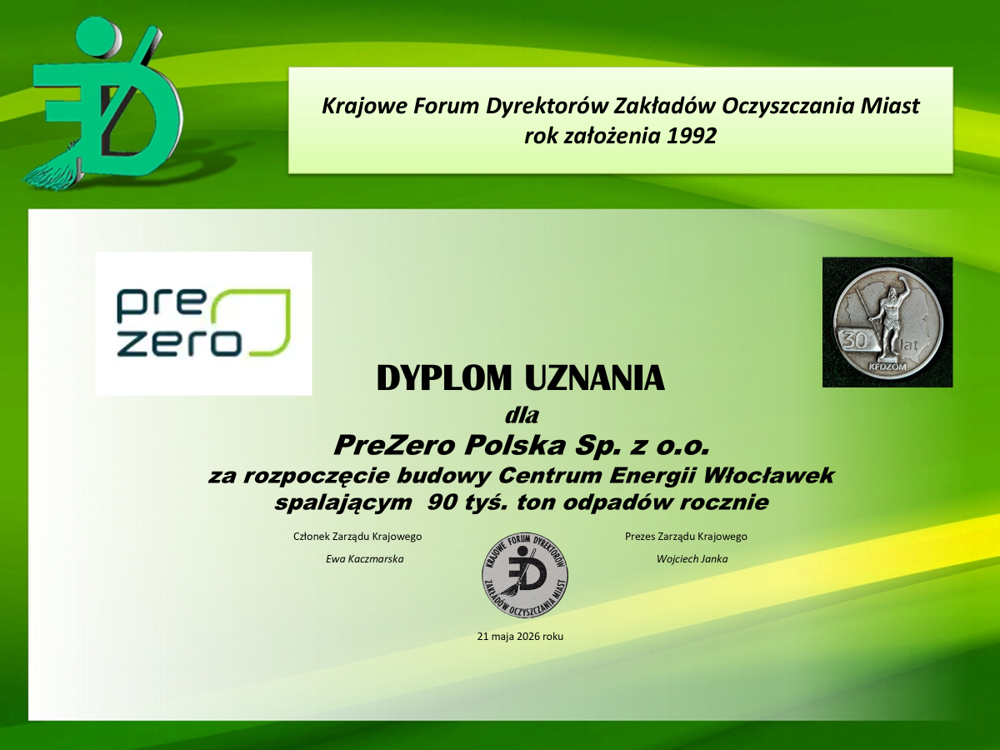 Krajowe Forum Dyrektorów Zakładów Oczyszczania Miast
rok założenia 1992
pre
zero
30 lat
KFDZOM
DYPLOM UZNANIA
dla
PreZero Polska Sp. z o.o.
za rozpoczęcie budowy Centrum Energii Włocławek
spalającym  90 tyś. ton odpadów rocznie
Członek Zarządu Krajowego
Ewa Kaczmarska
Prezes Zarządu Krajowego
Wojciech Janka
KRAJOWE FORUM DYREKTORÓW
ZAKŁADÓW OCZYSZCZANIA MIAST
21 maja 2026 roku